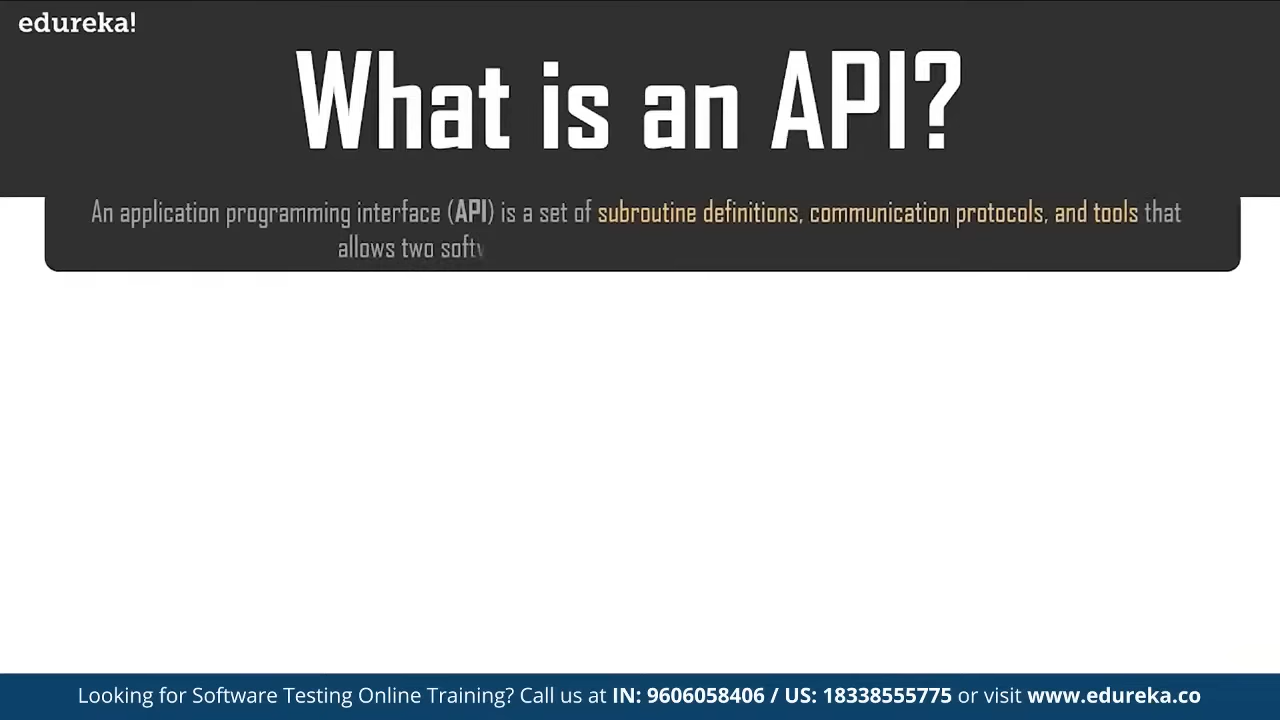 edureka!
What is an API?
An application programming interface (API) is a set of subroutine definitions, communication protocols, and tools that
allows two
Looking for Software Testing Online Training? Call us at IN: 9606058406 / US: 18338555775 or visit www.edureka.co